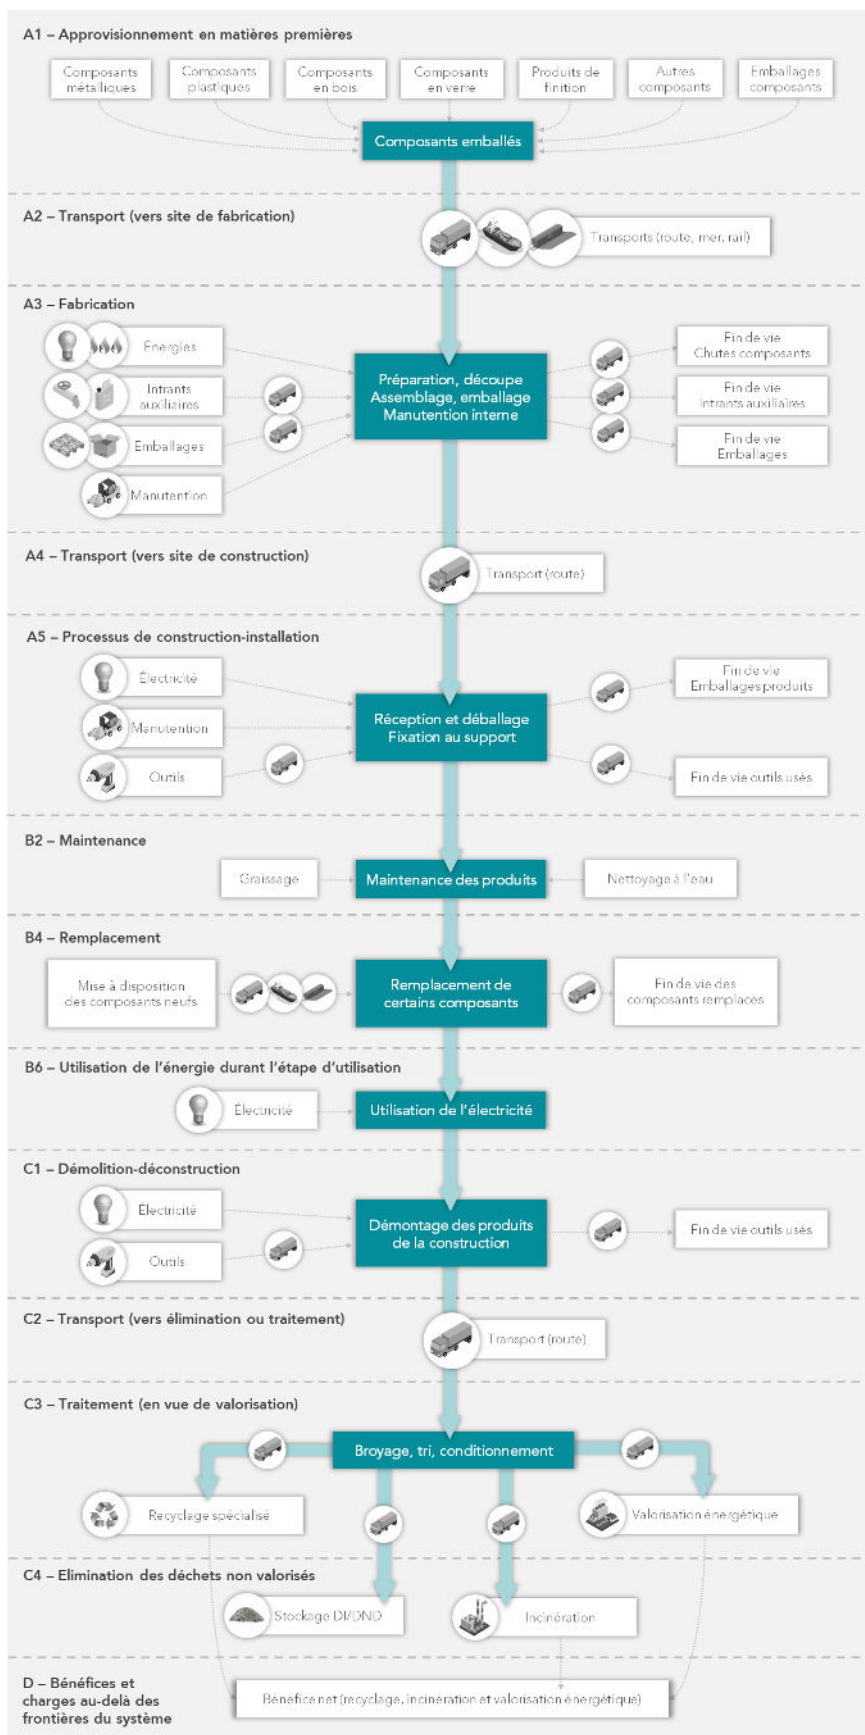 A1 – Approvisionnement en matières premières
Composants
métalliques
Composants
plastiques
Composants
en bois
Composants
en verre
Produits de
finition
Autres
composants
Emballages
composants
Composants emballés
A2 – Transport (vers site de fabrication)
Transports (route, mer, rail)
A3 – Fabrication
Énergies
Intrants
auxiliaires
Emballages
Manutention
Préparation, découpe
Assemblage, emballage
Manutention interne
Fin de vie
Chutes composants
Fin de vie
Intrants auxiliaires
Fin de vie
Emballages
A4 – Transport (vers site de construction)
Transport (route)
A5 – Processus de construction-installation
Électricité
Manutention
Outils
Réception et déballage
Fixation au support
Fin de vie
Emballages produits
Fin de vie outils usés
B2 – Maintenance
Graissage
Maintenance des produits
Nettoyage à l'eau
B4 – Remplacement
Mise à disposition
des composants neufs
Remplacement de
certains composants
Fin de vie des
composants remplacés
B6 – Utilisation de l'énergie durant l'étape d'utilisation
Électricité
Utilisation de l'électricité
C1 – Démolition-déconstruction
Électricité
Outils
Démontage des produits
de la construction
Fin de vie outils usés
C2 – Transport (vers élimination ou traitement)
Transport (route)
C3 – Traitement (en vue de valorisation)
Broyage, tri, conditionnement
Recyclage spécialisé
Valorisation énergétique
C4 – Elimination des déchets non valorisés
Stockage DI/DND
Incinération
D – Bénéfices et
charges au-delà des
frontières du système
Bénéfice net (recyclage, incinération et valorisation énergétique)